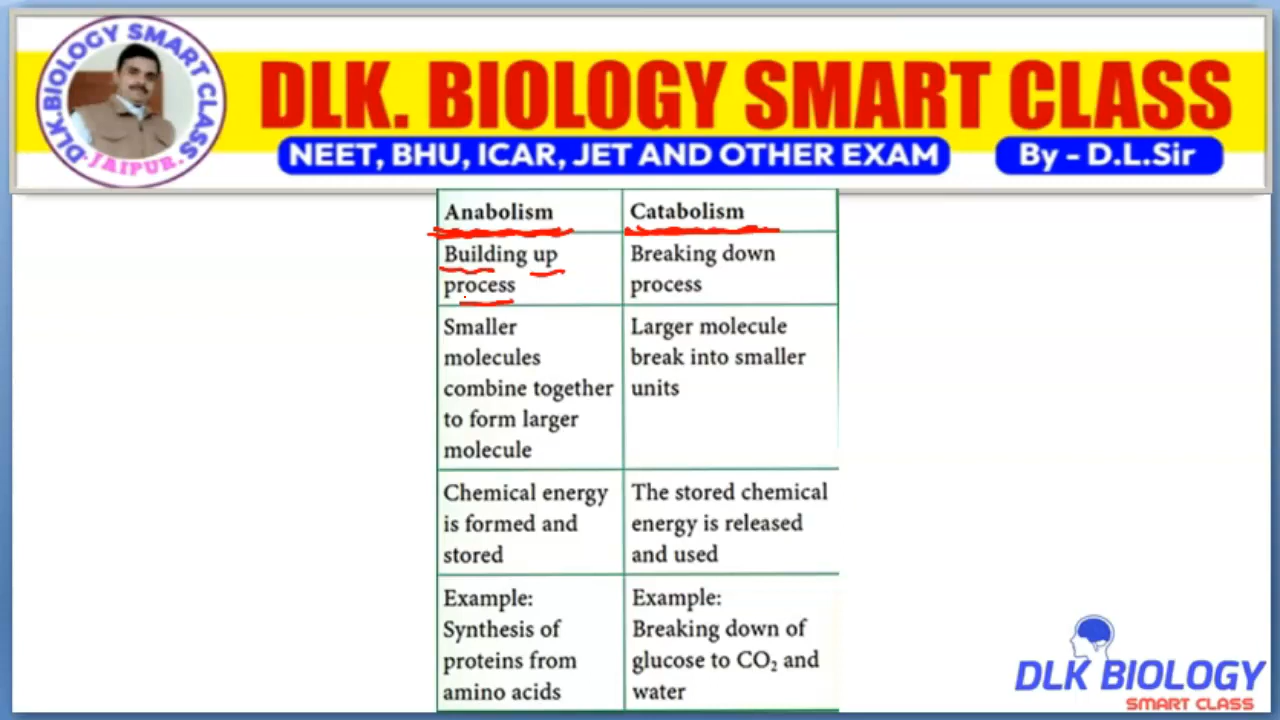 DLK.BIOLOGY SMART CLASS
.JAIPUR.
DLK. BIOLOGY SMART CLASS
NEET, BHU, ICAR, JET AND OTHER EXAM
By - D.L.Sir
Anabolism
Catabolism
Building up
process
Breaking down
process
Smaller
molecules
combine together
to form larger
molecule
Larger molecule
break into smaller
units
Chemical energy
is formed and
stored
The stored chemical
energy is released
and used
Example:
Synthesis of
proteins from
amino acids
Example:
Breaking down of
glucose to CO₂ and
water
DLK BIOLOGY
SMART CLASS